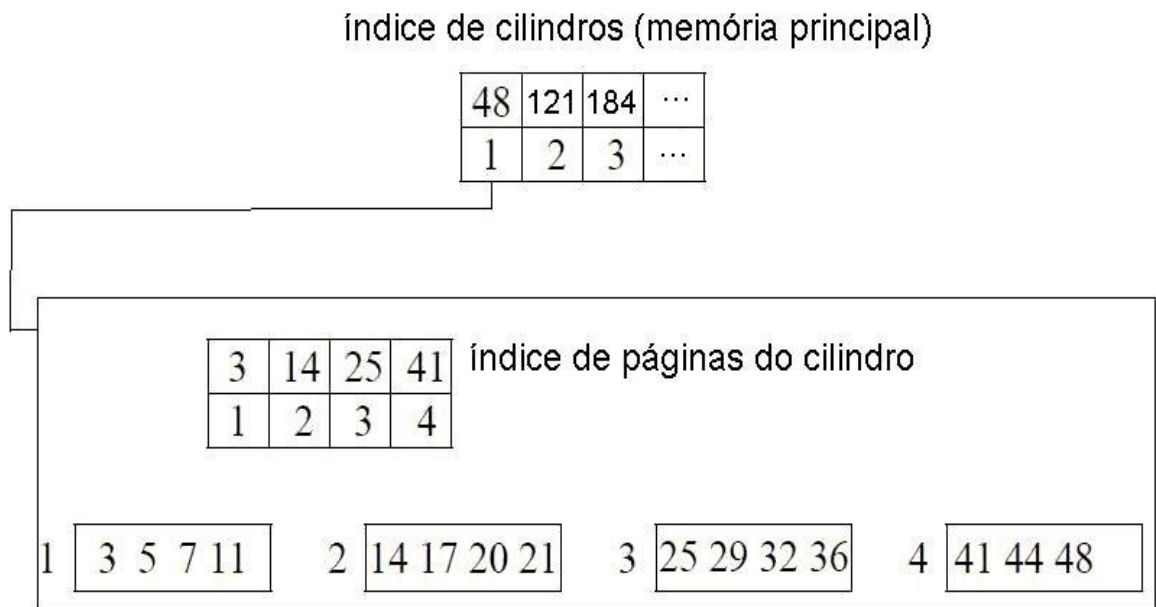 índice de cilindros (memória principal)
48 121 184 ...
1 2 3 ...
3 14 25 41 índice de páginas do cilindro
1 2 3 4
1 3 5 7 11 2 14 17 20 21 3 25 29 32 36 4 41 44 48